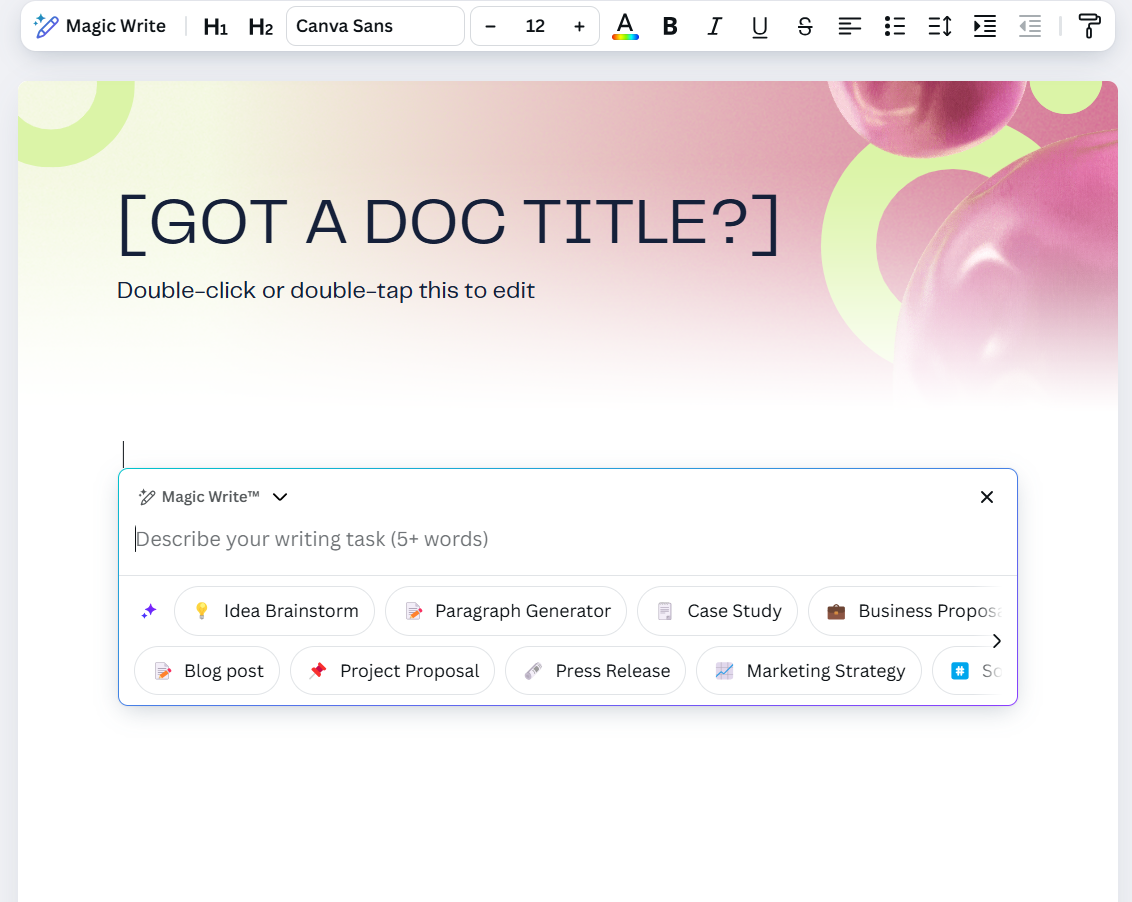 Magic Write H1 H2 Canva Sans − 12 + A B I U S
[GOT A DOC TITLE?]
Double-click or double-tap this to edit
Magic Write™
Describe your writing task (5+ words)
Idea Brainstorm Paragraph Generator Case Study Business
Blog post Project Proposal Press Release Marketing Strategy #